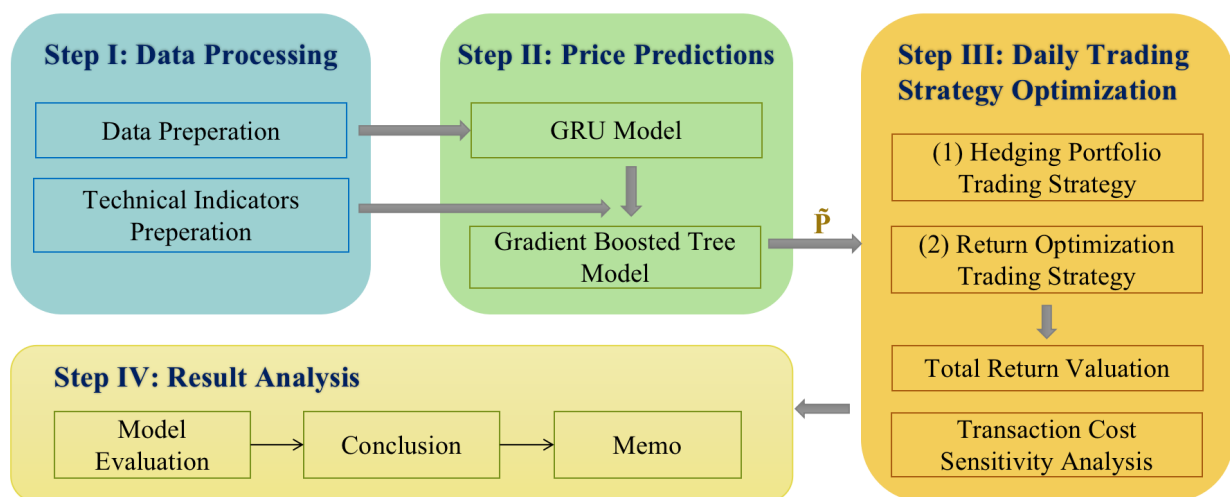 Step I: Data Processing
Data Preperation
Technical Indicators
Preperation
Step II: Price Predictions
GRU Model
Gradient Boosted Tree
Model
P̃
Step III: Daily Trading
Strategy Optimization
(1) Hedging Portfolio
Trading Strategy
(2) Return Optimization
Trading Strategy
Total Return Valuation
Transaction Cost
Sensitivity Analysis
Step IV: Result Analysis
Model
Evaluation
Conclusion
Memo